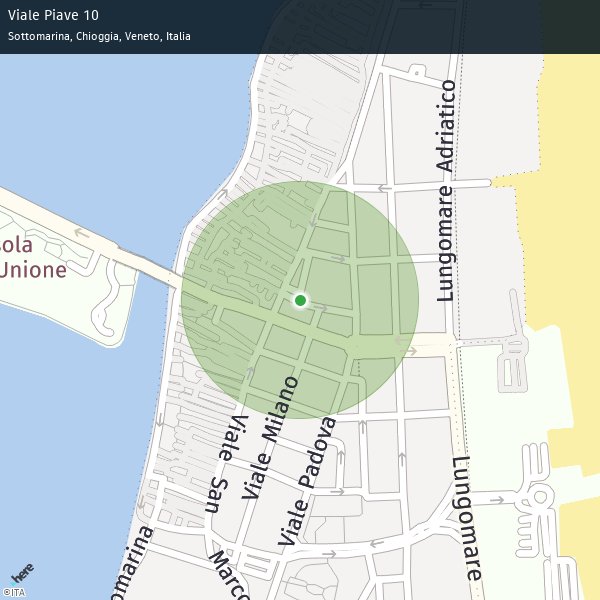 Viale Piave 10
Sottomarina, Chioggia, Veneto, Italia
Lungomare Adriatico
sola
Unione
Viale Milano
Viale San
Viale Padova
Lungomare
Marco
omarina
here
©ITA